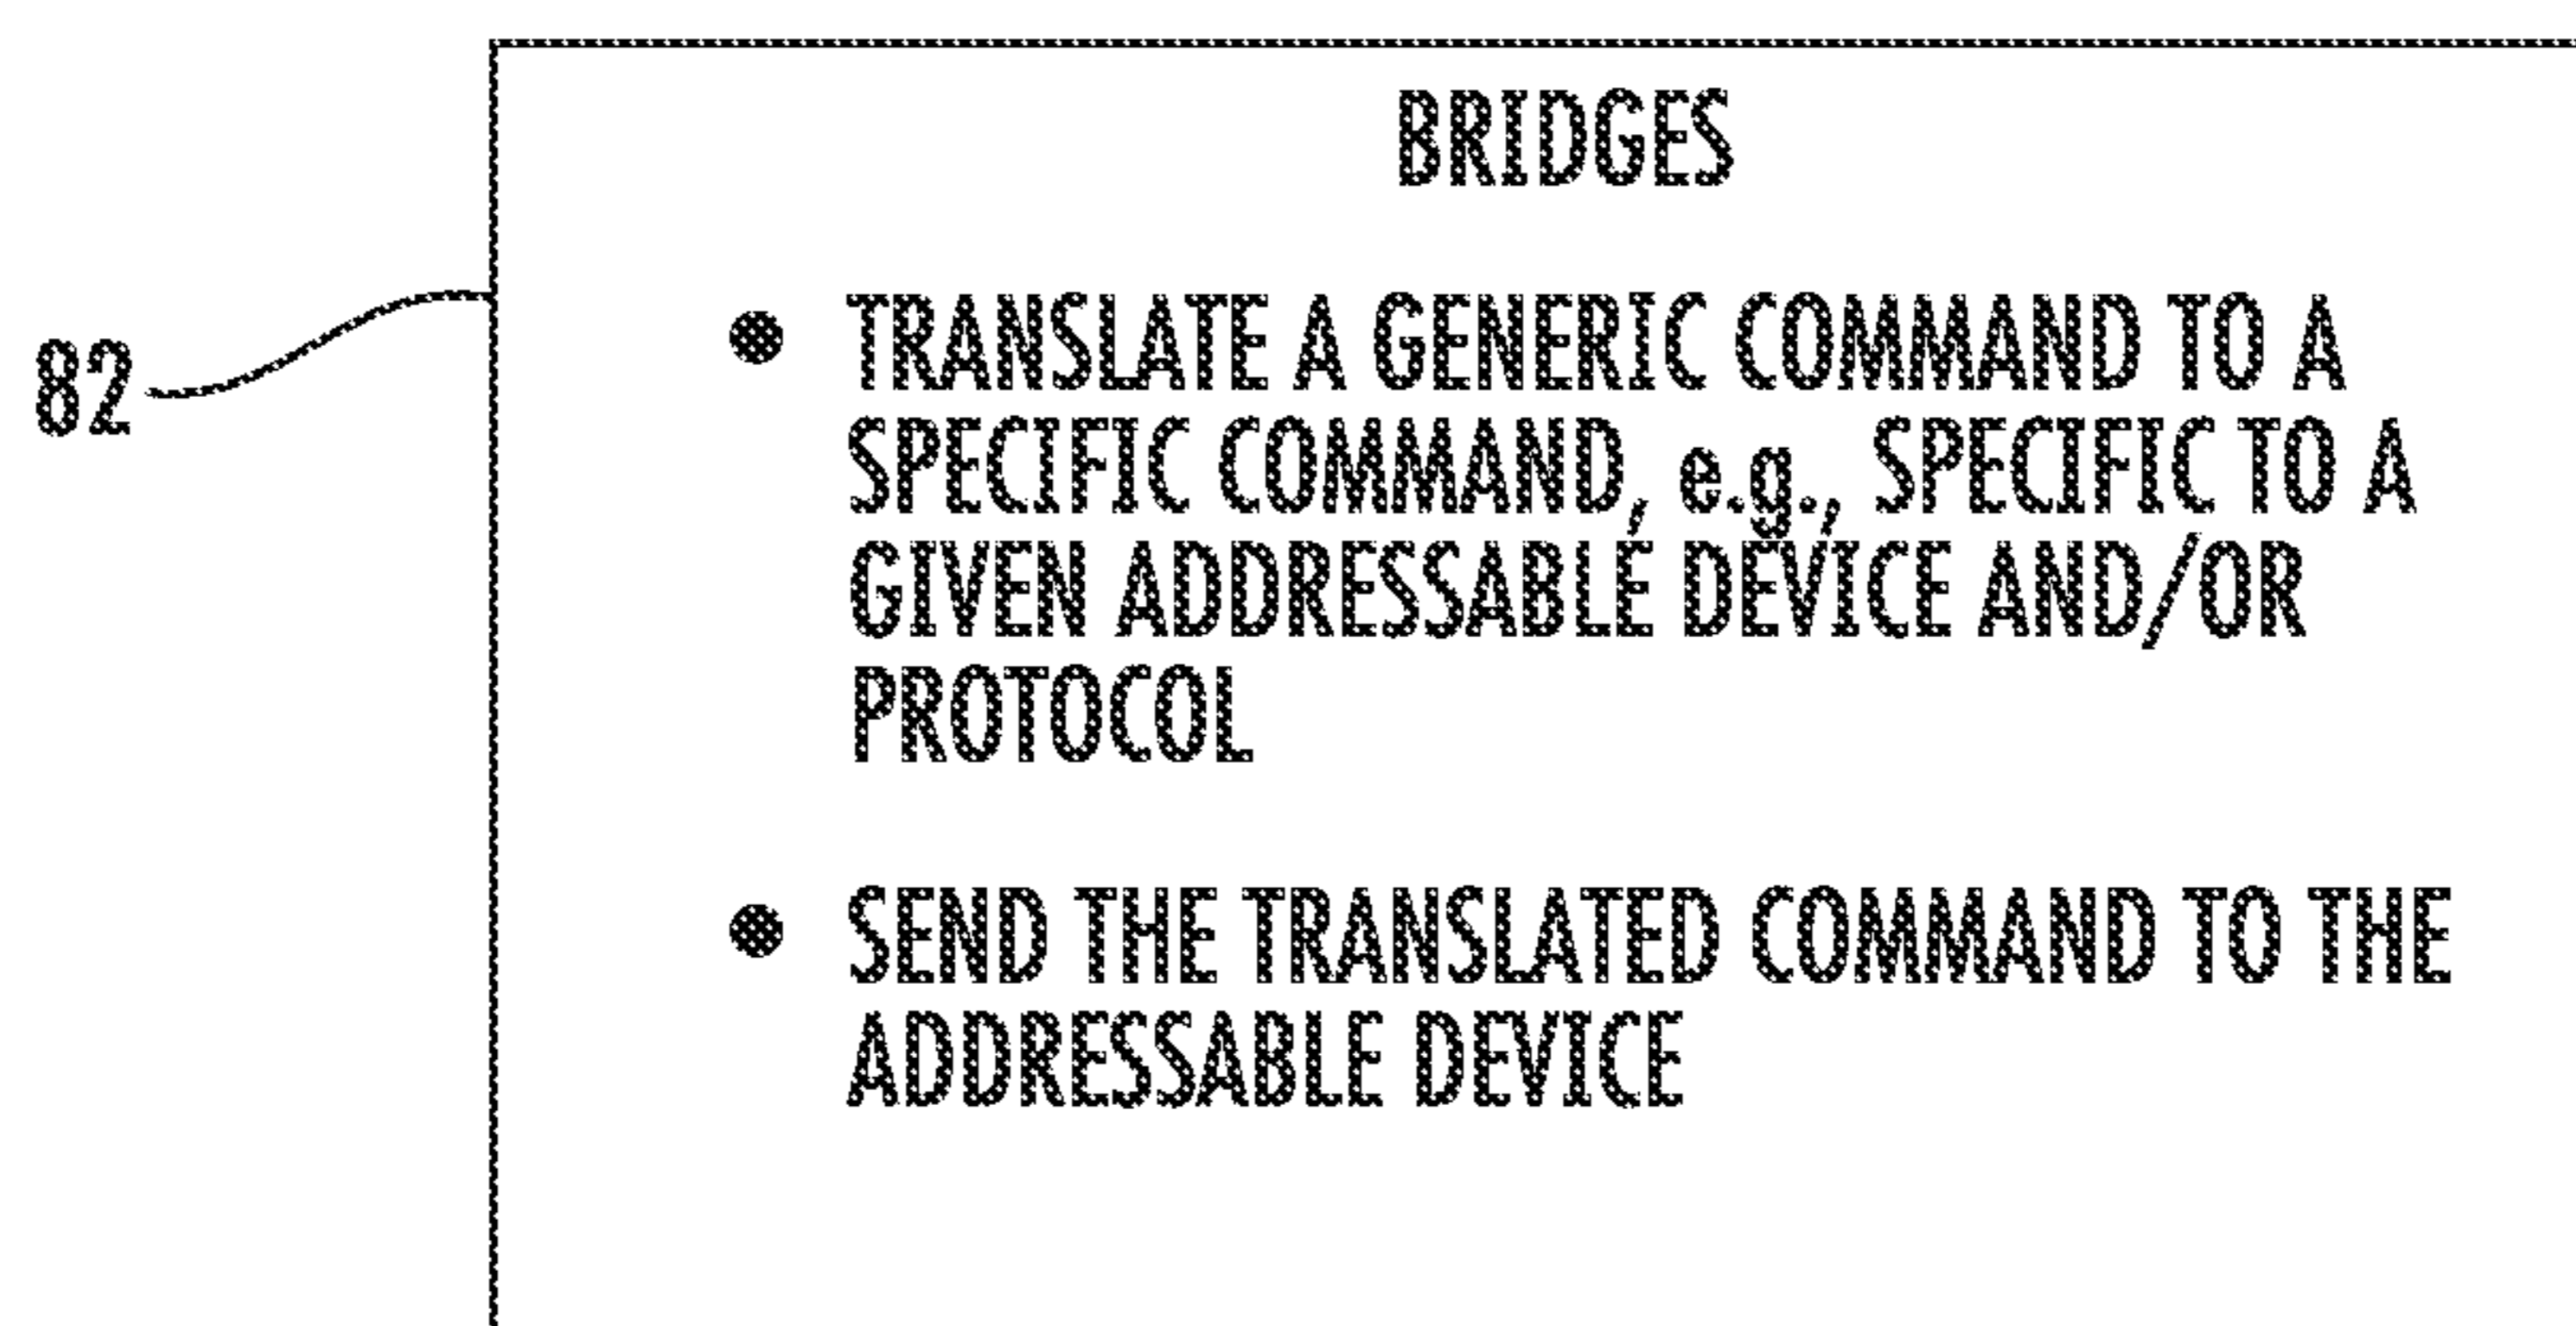 BRIDGES
● TRANSLATE A GENERIC COMMAND TO A
SPECIFIC COMMAND, e.g., SPECIFIC TO A
GIVEN ADDRESSABLE DEVICE AND/OR
PROTOCOL
82
● SEND THE TRANSLATED COMMAND TO THE
ADDRESSABLE DEVICE